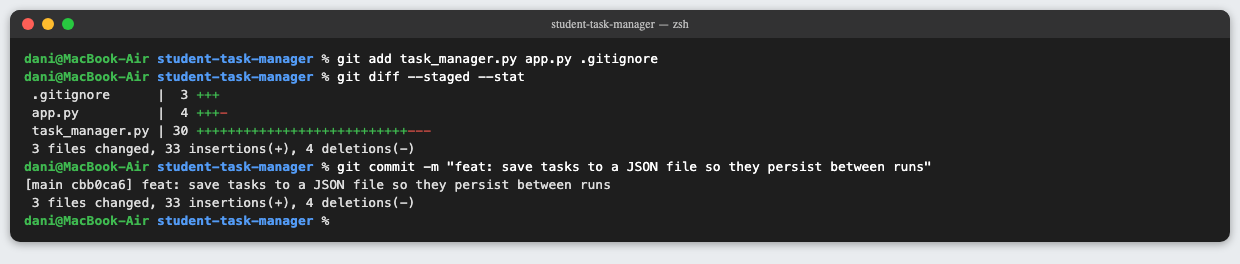 student-task-manager — zsh
dani@MacBook-Air student-task-manager % git add task_manager.py app.py .gitignore
dani@MacBook-Air student-task-manager % git diff --staged --stat
 .gitignore      |  3 +++
 app.py          |  4 +++-
 task_manager.py | 30 +++++++++++++++++++++++++++---
 3 files changed, 33 insertions(+), 4 deletions(-)
dani@MacBook-Air student-task-manager % git commit -m "feat: save tasks to a JSON file so they persist between runs"
[main cbb0ca6] feat: save tasks to a JSON file so they persist between runs
 3 files changed, 33 insertions(+), 4 deletions(-)
dani@MacBook-Air student-task-manager %